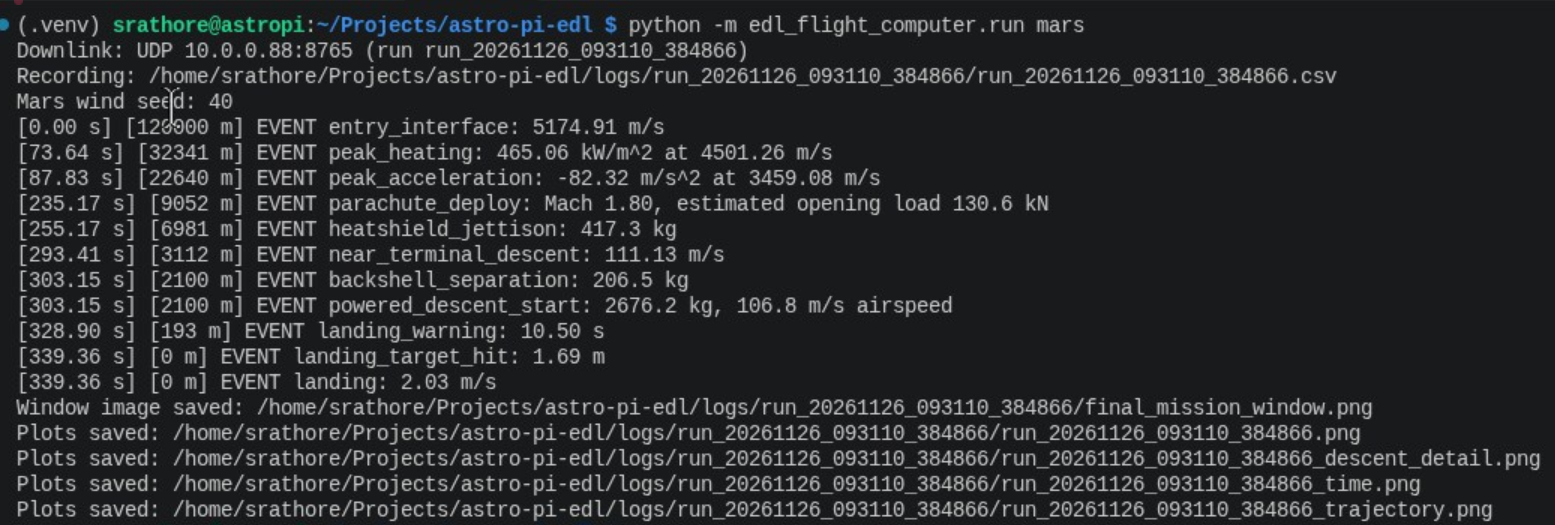 (.venv) srathore@astropi:~/Projects/astro-pi-edl $ python -m edl_flight_computer.run mars
Downlink: UDP 10.0.0.88:8765 (run run_20261126_093110_384866)
Recording: /home/srathore/Projects/astro-pi-edl/logs/run_20261126_093110_384866/run_20261126_093110_384866.csv
Mars wind seed: 40
[0.00 s] [120000 m] EVENT entry_interface: 5174.91 m/s
[73.64 s] [32341 m] EVENT peak_heating: 465.06 kW/m^2 at 4501.26 m/s
[87.83 s] [22640 m] EVENT peak_acceleration: -82.32 m/s^2 at 3459.08 m/s
[235.17 s] [9052 m] EVENT parachute_deploy: Mach 1.80, estimated opening load 130.6 kN
[255.17 s] [6981 m] EVENT heatshield_jettison: 417.3 kg
[293.41 s] [3112 m] EVENT near_terminal_descent: 111.13 m/s
[303.15 s] [2100 m] EVENT backshell_separation: 206.5 kg
[303.15 s] [2100 m] EVENT powered_descent_start: 2676.2 kg, 106.8 m/s airspeed
[328.90 s] [193 m] EVENT landing_warning: 10.50 s
[339.36 s] [0 m] EVENT landing_target_hit: 1.69 m
[339.36 s] [0 m] EVENT landing: 2.03 m/s
Window image saved: /home/srathore/Projects/astro-pi-edl/logs/run_20261126_093110_384866/final_mission_window.png
Plots saved: /home/srathore/Projects/astro-pi-edl/logs/run_20261126_093110_384866/run_20261126_093110_384866.png
Plots saved: /home/srathore/Projects/astro-pi-edl/logs/run_20261126_093110_384866/run_20261126_093110_384866_descent_detail.png
Plots saved: /home/srathore/Projects/astro-pi-edl/logs/run_20261126_093110_384866/run_20261126_093110_384866_time.png
Plots saved: /home/srathore/Projects/astro-pi-edl/logs/run_20261126_093110_384866/run_20261126_093110_384866_trajectory.png